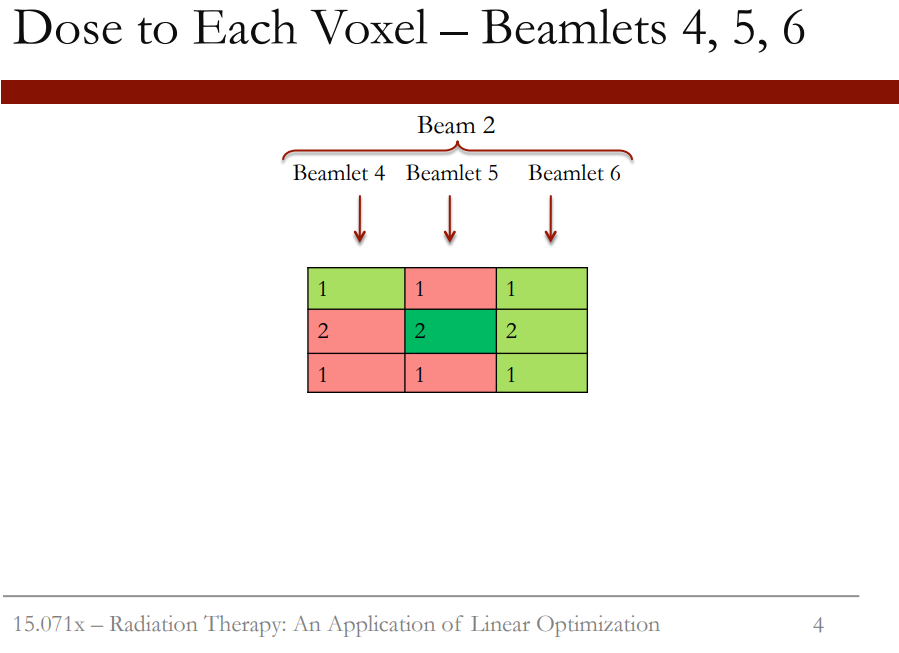 Dose to Each Voxel – Beamlets 4, 5, 6
Beam 2
Beamlet 4 Beamlet 5 Beamlet 6
1 1 1
2 2 2
1 1 1
15.071x – Radiation Therapy: An Application of Linear Optimization 4